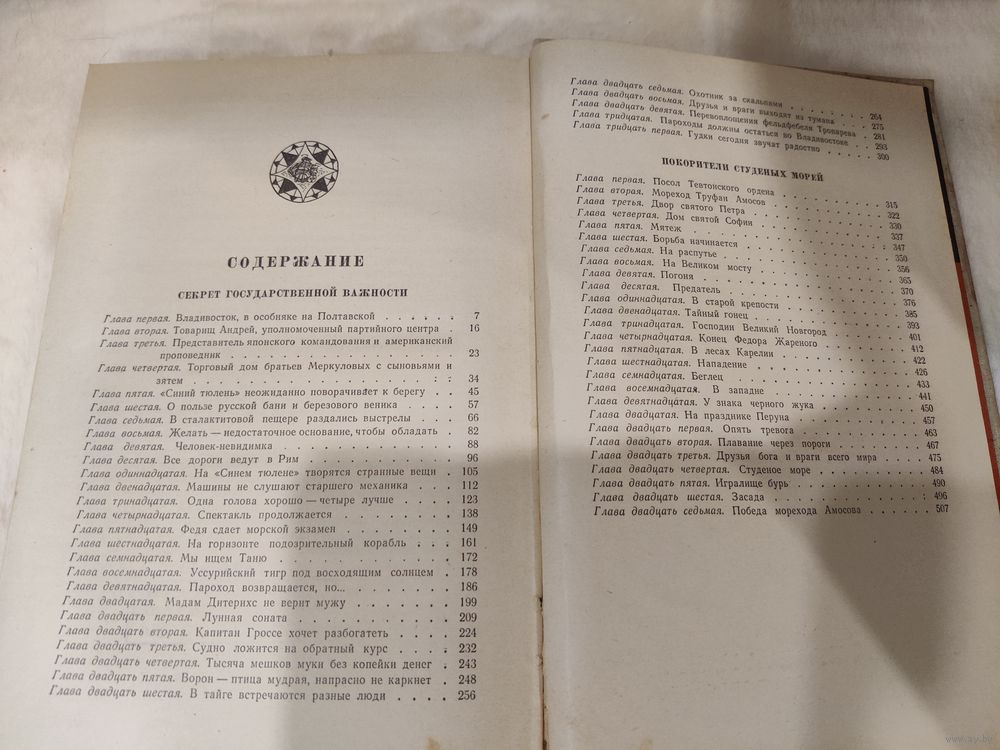 СОДЕРЖАНИЕ
СЕКРЕТ ГОСУДАРСТВЕННОЙ ВАЖНОСТИ
Глава первая. Владивосток, в особняке на Полтавской . . . . . . 7
Глава вторая. Товарищ Андрей, уполномоченный партийного центра . 16
Глава третья. Представитель японского командования и американский
проповедник . . . . . . . . . . . . . . 23
Глава четвертая. Торговый дом братьев Меркуловых с сыновьями и
зятем . . . . . . . . . . . . . . . . 34
Глава пятая. «Синий тюлень» неожиданно поворачивает к берегу . . 45
Глава шестая. О пользе русской бани и березового веника . . . . 57
Глава седьмая. В сталактитовой пещере раздались выстрелы . . . 66
Глава восьмая. Желать — недостаточное основание, чтобы обладать 82
Глава девятая. Человек-невидимка . . . . . . . . . . 88
Глава десятая. Все дороги ведут в Рим . . . . . . . . . 96
Глава одиннадцатая. На «Синем тюлене» творятся странные вещи . 105
Глава двенадцатая. Машины не слушают старшего механика . . . 112
Глава тринадцатая. Одна голова хорошо — четыре лучше . . . . 123
Глава четырнадцатая. Спектакль продолжается . . . . . . . 138
Глава пятнадцатая. Федя сдает морской экзамен . . . . . . 149
Глава шестнадцатая. На горизонте подозрительный корабль . . . 161
Глава семнадцатая. Мы ищем Таню . . . . . . . . . . 172
Глава восемнадцатая. Уссурийский тигр под восходящим солнцем . 178
Глава девятнадцатая. Пароход возвращается, но... . . . . . . 186
Глава двадцатая. Мадам Дитерихс не верит мужу . . . . . . 199
Глава двадцать первая. Лунная соната . . . . . . . . . 209
Глава двадцать вторая. Капитан Гроссе хочет разбогатеть . . . . 224
Глава двадцать третья. Судно ложится на обратный курс . . . . 232
Глава двадцать четвертая. Тысяча мешков муки без копейки денег . 243
Глава двадцать пятая. Ворон — птица мудрая, напрасно не каркнет . 248
Глава двадцать шестая. В тайге встречаются разные люди . . . . 256
Глава двадцать седьмая. Охотник за скальпами . . . . . . . 264
Глава двадцать восьмая. Друзья и враги выходят из тумана . . . 275
Глава двадцать девятая. Перевоплощения фельдфебеля Тропарева . 281
Глава тридцатая. Пароходы должны остаться во Владивостоке . . 293
Глава тридцать первая. Гудки сегодня звучат радостно . . . . . 300
ПОКОРИТЕЛИ СТУДЕНЫХ МОРЕЙ
Глава первая. Посол Тевтонского ордена . . . . . . . . 315
Глава вторая. Мореход Труфан Амосов . . . . . . . . . 322
Глава третья. Двор святого Петра . . . . . . . . . . 330
Глава четвертая. Дом святой Софии . . . . . . . . . . 337
Глава пятая. Мятеж . . . . . . . . . . . . . . 347
Глава шестая. Борьба начинается . . . . . . . . . . 350
Глава седьмая. На распутье . . . . . . . . . . . . 356
Глава восьмая. На Великом мосту . . . . . . . . . . 365
Глава девятая. Погоня . . . . . . . . . . . . . 370
Глава десятая. Предатель . . . . . . . . . . . . 376
Глава одиннадцатая. В старой крепости . . . . . . . . 385
Глава двенадцатая. Тайный гонец . . . . . . . . . . 393
Глава тринадцатая. Господин Великий Новгород . . . . . . 401
Глава четырнадцатая. Конец Федора Жареного . . . . . . . 412
Глава пятнадцатая. В лесах Карелии . . . . . . . . . 422
Глава шестнадцатая. Нападение . . . . . . . . . . . 426
Глава семнадцатая. Беглец . . . . . . . . . . . . 433
Глава восемнадцатая. В западне . . . . . . . . . . . 441
Глава девятнадцатая. У знака черного жука . . . . . . . 450
Глава двадцатая. На празднике Перуна . . . . . . . . . 457
Глава двадцать первая. Опять тревога . . . . . . . . . 463
Глава двадцать вторая. Плавание через пороги . . . . . . 467
Глава двадцать третья. Друзья бога и враги всего мира . . . . 475
Глава двадцать четвертая. Студеное море . . . . . . . . 484
Глава двадцать пятая. Игралище бурь . . . . . . . . . 490
Глава двадцать шестая. Засада . . . . . . . . . . . 496
Глава двадцать седьмая. Победа морехода Амосова . . . . . . 507
www.ay.by